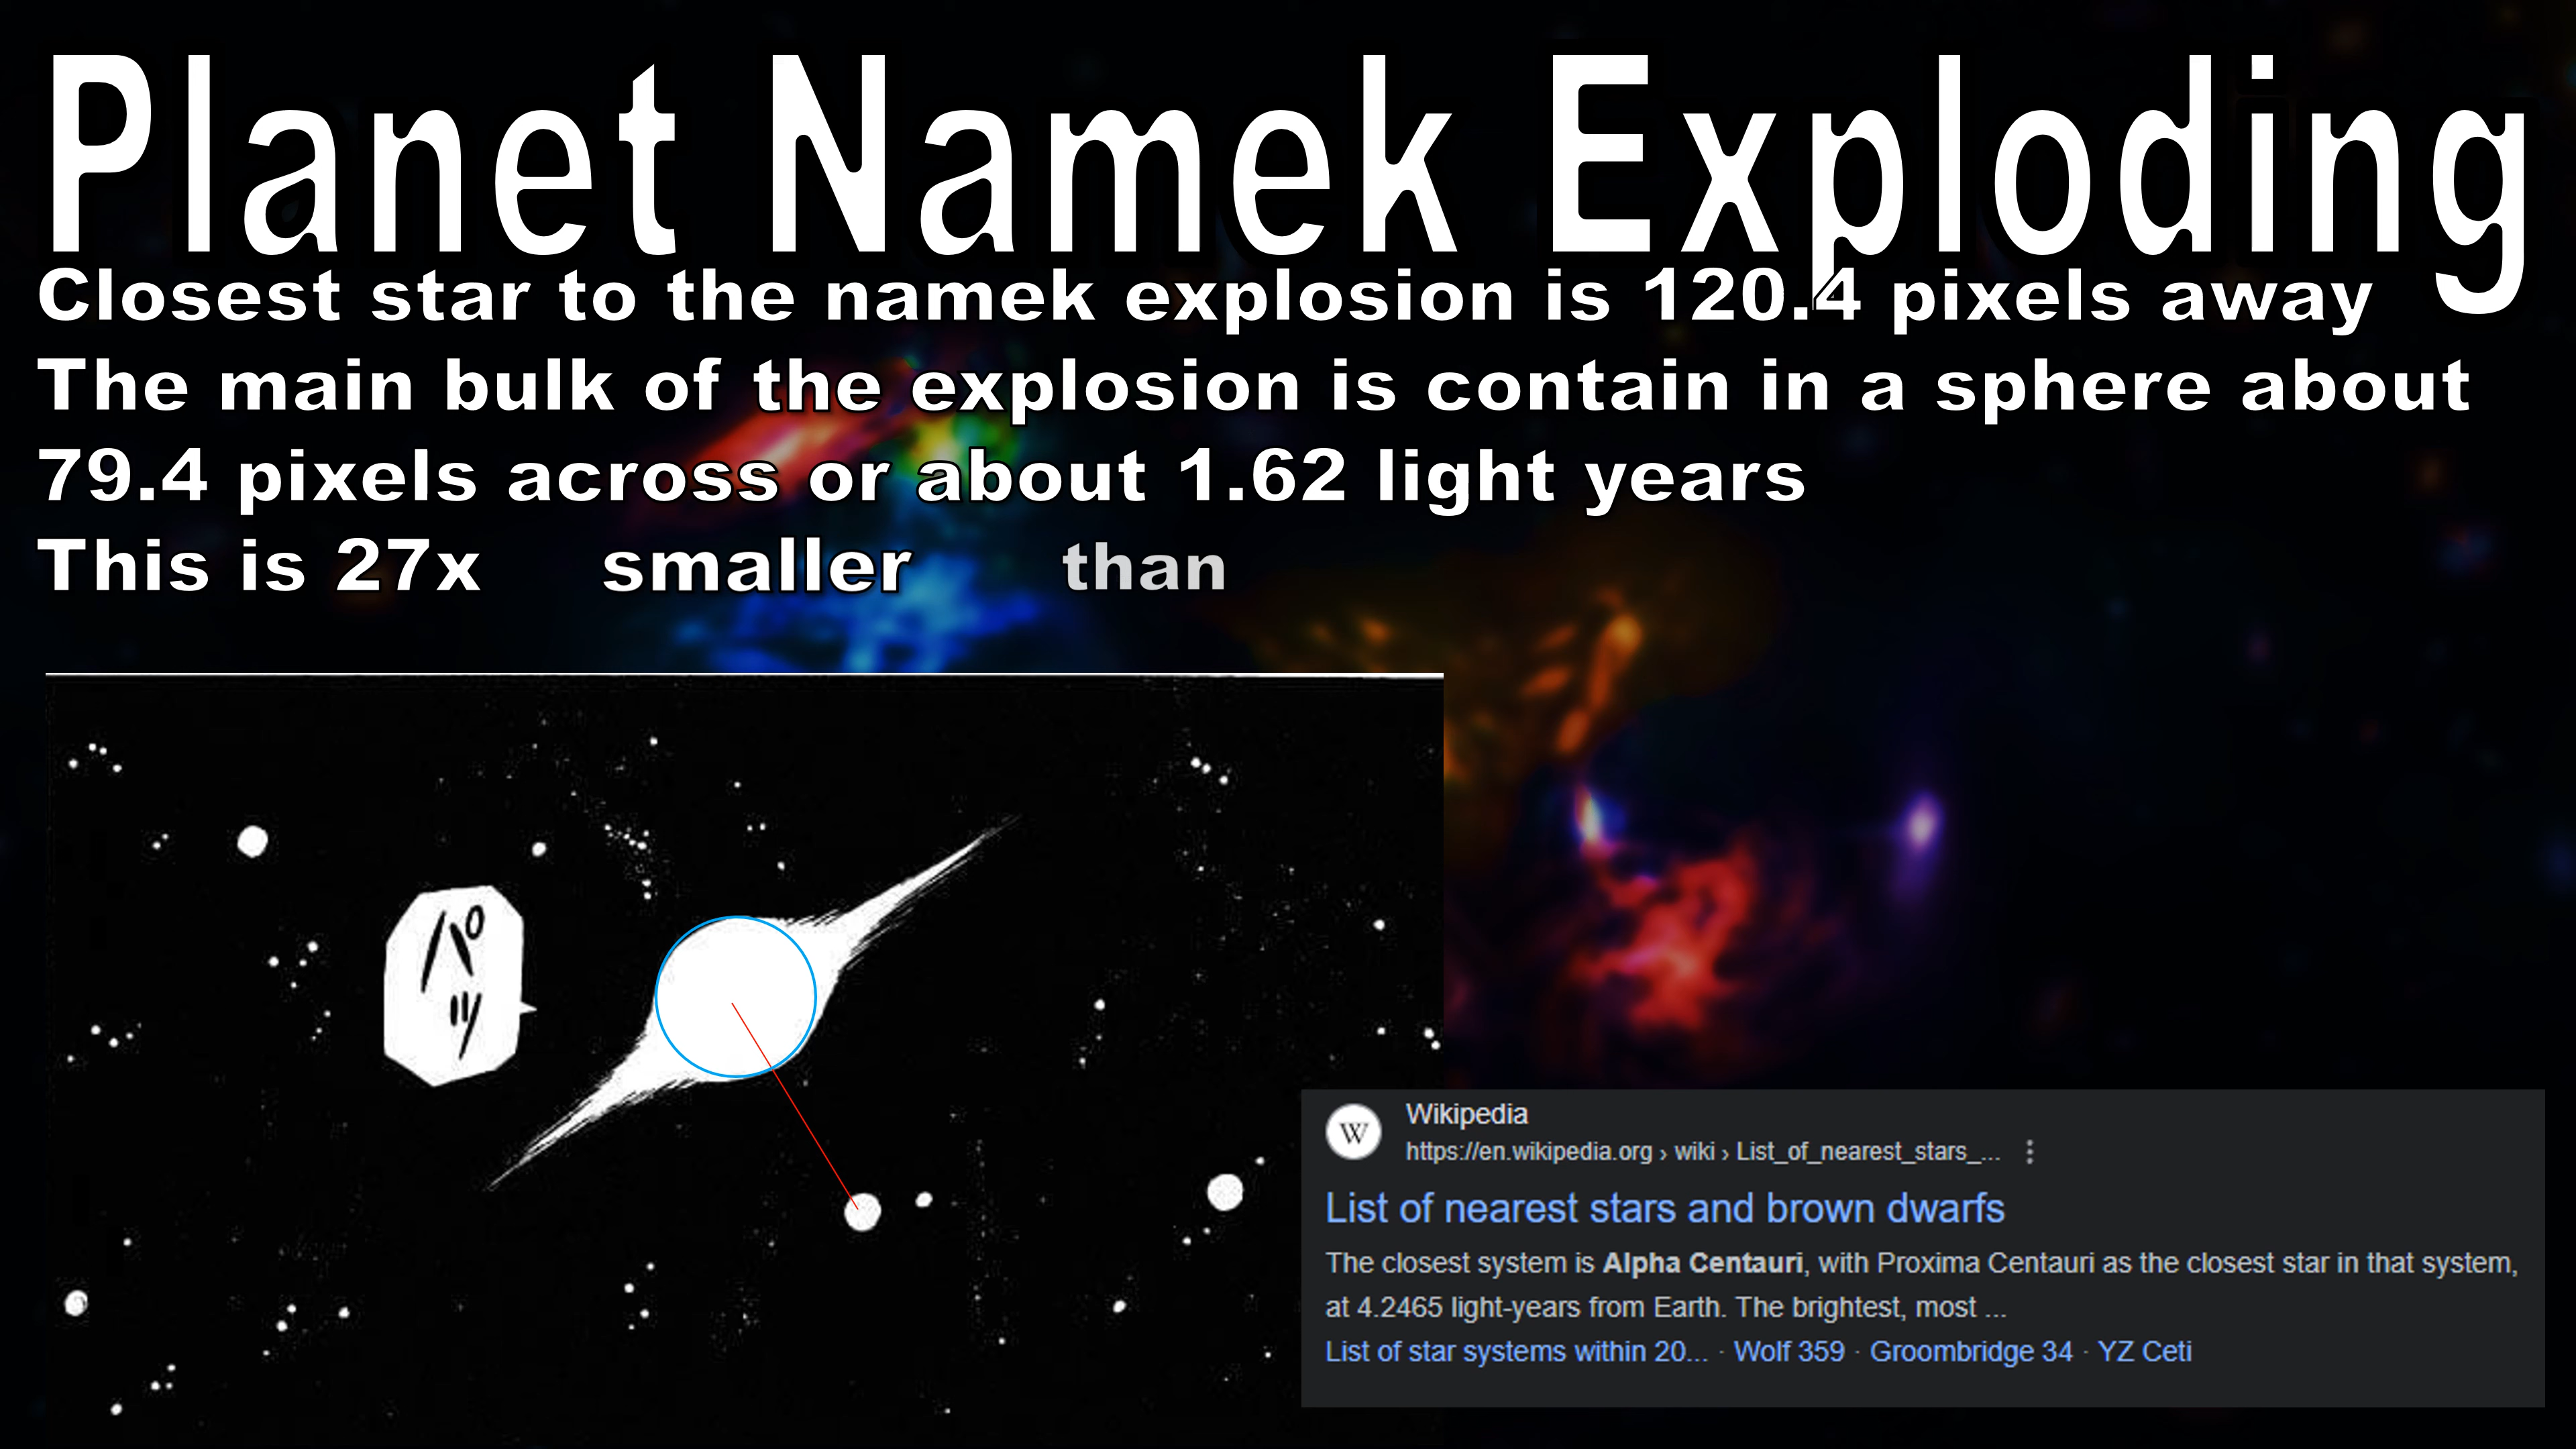 Planet Namek Exploding
Closest star to the namek explosion is 120.4 pixels away
The main bulk of the explosion is contain in a sphere about
79.4 pixels across or about 1.62 light years
This is 27x smaller than
パ
ッ
W
Wikipedia
https://en.wikipedia.org › wiki › List_of_nearest_stars_...
List of nearest stars and brown dwarfs
The closest system is Alpha Centauri, with Proxima Centauri as the closest star in that system,
at 4.2465 light-years from Earth. The brightest, most ...
List of star systems within 20... · Wolf 359 · Groombridge 34 · YZ Ceti